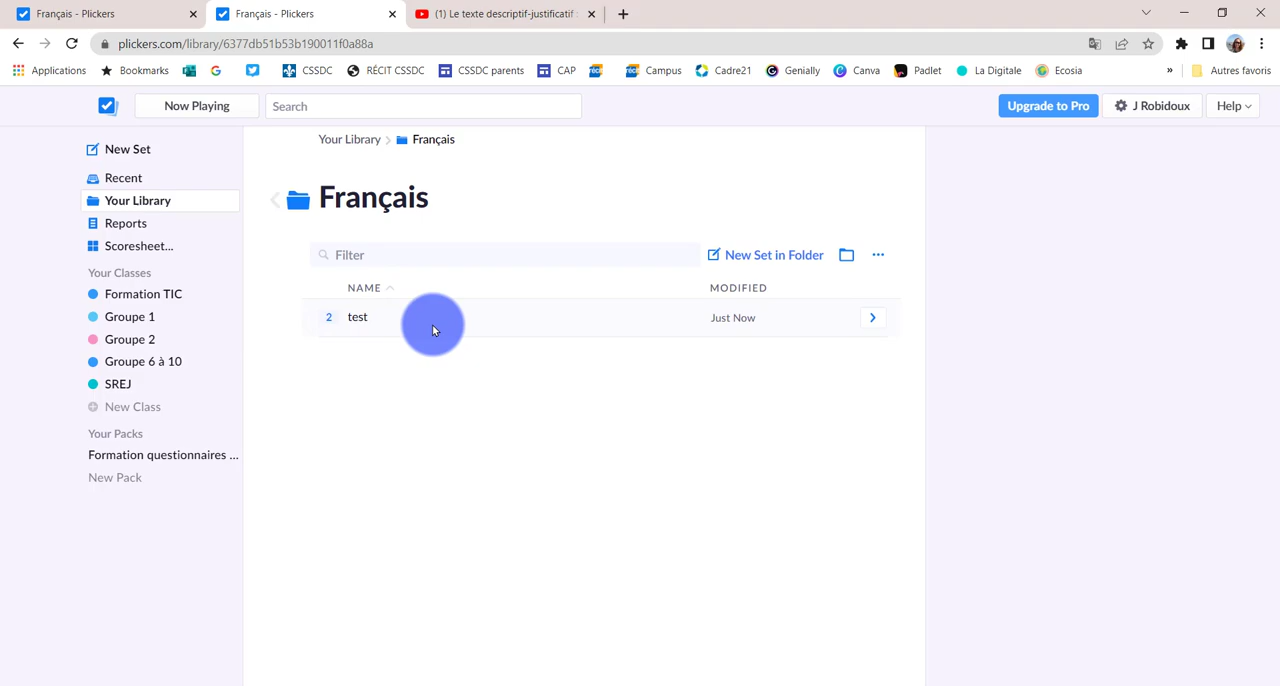 Français - Plickers
Français - Plickers
(1) Le texte descriptif-justificatif :
plickers.com/library/6377db51b53b190011f0a88a
Applications
Bookmarks
CSSDC
RÉCIT CSSDC
CSSDC parents
CAP
Campus
Cadre21
Genially
Canva
Padlet
La Digitale
Ecosia
»
Autres favoris
Now Playing
Search
Upgrade to Pro
J Robidoux
Help
New Set
Recent
Your Library
Reports
Scoresheet...
Your Classes
Formation TIC
Groupe 1
Groupe 2
Groupe 6 à 10
SREJ
New Class
Your Packs
Formation questionnaires ...
New Pack
Your Library > Français
Français
Filter
New Set in Folder
NAME
MODIFIED
2 test
Just Now